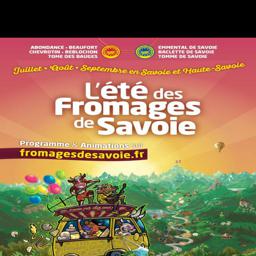 ABONDANCE - BEAUFORT
CHEVROTIN - REBLOCHON
TOME DES BAUGES
EMMENTAL DE SAVOIE
RACLETTE DE SAVOIE
TOMME DE SAVOIE
Juillet • Août • Septembre en Savoie et Haute-Savoie
L'été des
Fromages
de Savoie
Programme & Animations sur
fromagesdesavoie.fr